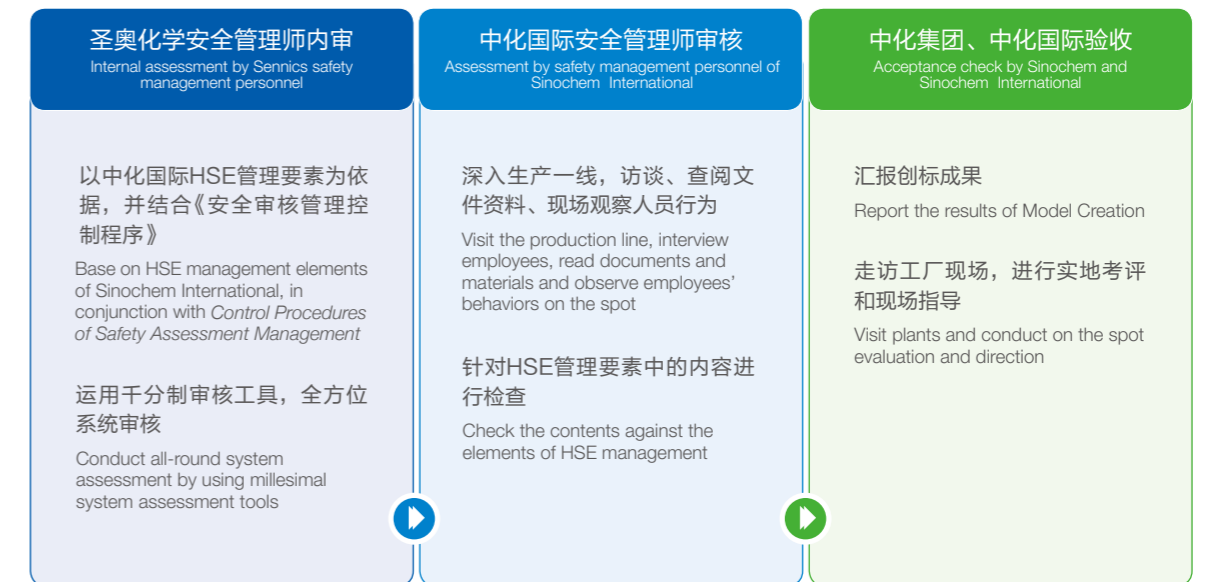 圣奥化学安全管理师内审
Internal assessment by Sennics safety
management personnel
以中化国际HSE管理要素为依
据，并结合《安全审核管理控
制程序》
Base on HSE management elements
of Sinochem International, in
conjunction with Control Procedures
of Safety Assessment Management
运用千分制审核工具，全方位
系统审核
Conduct all-round system
assessment by using millesimal
system assessment tools
中化国际安全管理师审核
Assessment by safety management personnel of
Sinochem International
深入生产一线，访谈、查阅文
件资料、现场观察人员行为
Visit the production line, interview
employees, read documents and
materials and observe employees’
behaviors on the spot
针对HSE管理要素中的内容进
行检查
Check the contents against the
elements of HSE management
中化集团、中化国际验收
Acceptance check by Sinochem and
Sinochem International
汇报创标成果
Report the results of Model Creation
走访工厂现场，进行实地考评
和现场指导
Visit plants and conduct on the spot
evaluation and direction